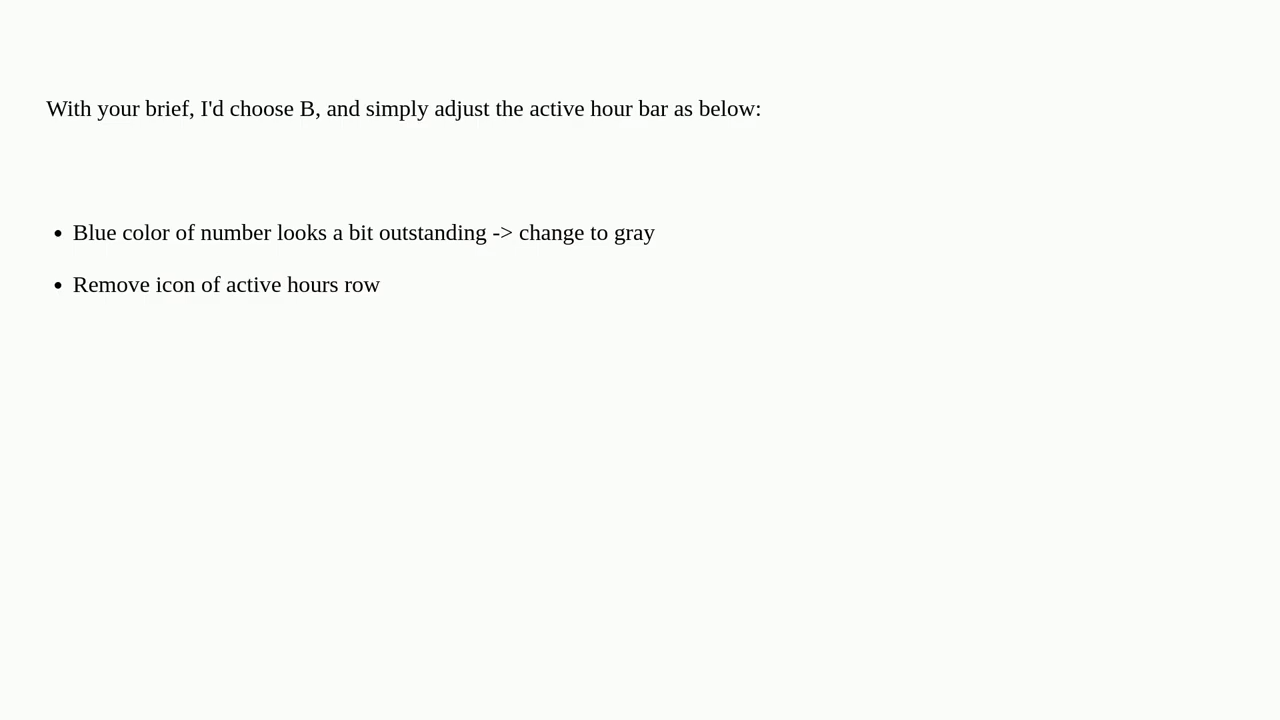 With your brief, I'd choose B, and simply adjust the active hour bar as below:
• Blue color of number looks a bit outstanding -> change to gray
• Remove icon of active hours row